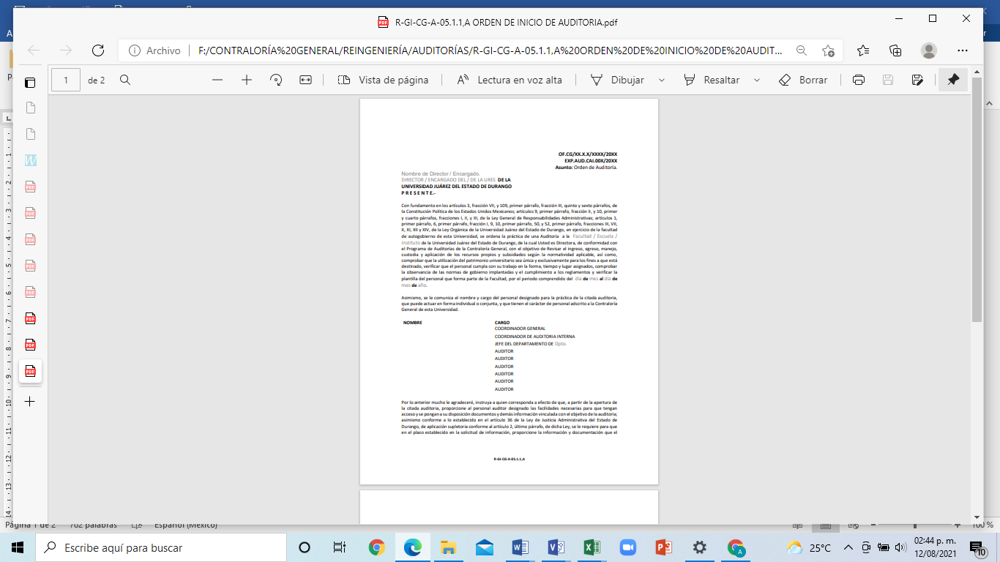 R-GI-CG-A-05.1.1,A ORDEN DE INICIO DE AUDITORIA.pdf
Archivo
F:/CONTRALORÍA%20GENERAL/REINGENIERÍA/AUDITORÍAS/R-GI-CG-A-05.1.1,A%20ORDEN%20DE%20INICIO%20DE%20AUDIT...
1 de 2
Vista de página
Lectura en voz alta
Dibujar
Resaltar
Borrar
OF.CG/XX.X.X/XXXX/20XX
EXP.AUD.CAI.00X/20XX
Asunto: Orden de Auditoría.
Nombre de Director / Encargado.
DIRECTOR / ENCARGADO DEL / DE LA URES DE LA
UNIVERSIDAD JUÁREZ DEL ESTADO DE DURANGO
P R E S E N T E.-
Con fundamento en los artículos 3, fracción VII, y 109, primer párrafo, fracción III, quinto y sexto párrafos, de
la Constitución Política de los Estados Unidos Mexicanos; artículos 9, primer párrafo, fracción II, y 10, primer
y cuarto párrafos, fracciones I, II, y III, de la Ley General de Responsabilidades Administrativas; artículos 1,
primer párrafo, 6, primer párrafo, fracción I, 9, 10, primer párrafo, 50, y 52, primer párrafo, fracciones III, VII,
X, XI, XII y XIV, de la Ley Orgánica de la Universidad Juárez del Estado de Durango, en ejercicio de la facultad
de autogobierno de esta Universidad, se ordena la práctica de una Auditoría a la Facultad / Escuela /
Instituto de la Universidad Juárez del Estado de Durango, de la cual Usted es Directora, de conformidad con
el Programa de Auditorías de la Contraloría General, con el objetivo de Revisar el ingreso, egreso, manejo,
custodia y aplicación de los recursos propios y subsidiados según la normatividad aplicable, así como,
comprobar que la utilización del patrimonio universitario sea única y exclusivamente para los fines a que está
destinado, verificar que el personal cumpla con su trabajo en la forma, tiempo y lugar asignados, comprobar
la observancia de las normas de gobierno implantadas y el cumplimiento a los reglamentos y verificar la
plantilla del personal que forma parte de la Facultad, por el periodo comprendido del día de mes al día de
mes de año.
Asimismo, se le comunica el nombre y cargo del personal designado para la práctica de la citada auditoría,
que puede actuar en forma individual o conjunta, y que tienen el carácter de personal adscrito a la Contraloría
General de esta Universidad.
NOMBRE CARGO
COORDINADOR GENERAL
COORDINADOR DE AUDITORIA INTERNA
JEFE DEL DEPARTAMENTO DE Dpto.
AUDITOR
AUDITOR
AUDITOR
AUDITOR
AUDITOR
AUDITOR
Por lo anterior mucho le agradeceré, instruya a quien corresponda a efecto de que, a partir de la apertura de
la citada auditoría, proporcione al personal auditor designado las facilidades necesarias para que tengan
acceso y se pongan a su disposición documentos y demás información vinculada con el objetivo de la auditoría;
asimismo conforme a lo establecido en el artículo 36 de la Ley de Justicia Administrativa del Estado de
Durango, de aplicación supletoria conforme al artículo 2, último párrafo, de dicha Ley, se le requiere para que
en el plazo establecido en la solicitud de información, proporcione la información y documentación que el
R-GI-CG-A-05.1.1,A
Página 1 de 2 702 palabras Español (México) 100 %
Escribe aquí para buscar
25°C
02:44 p. m.
12/08/2021
10